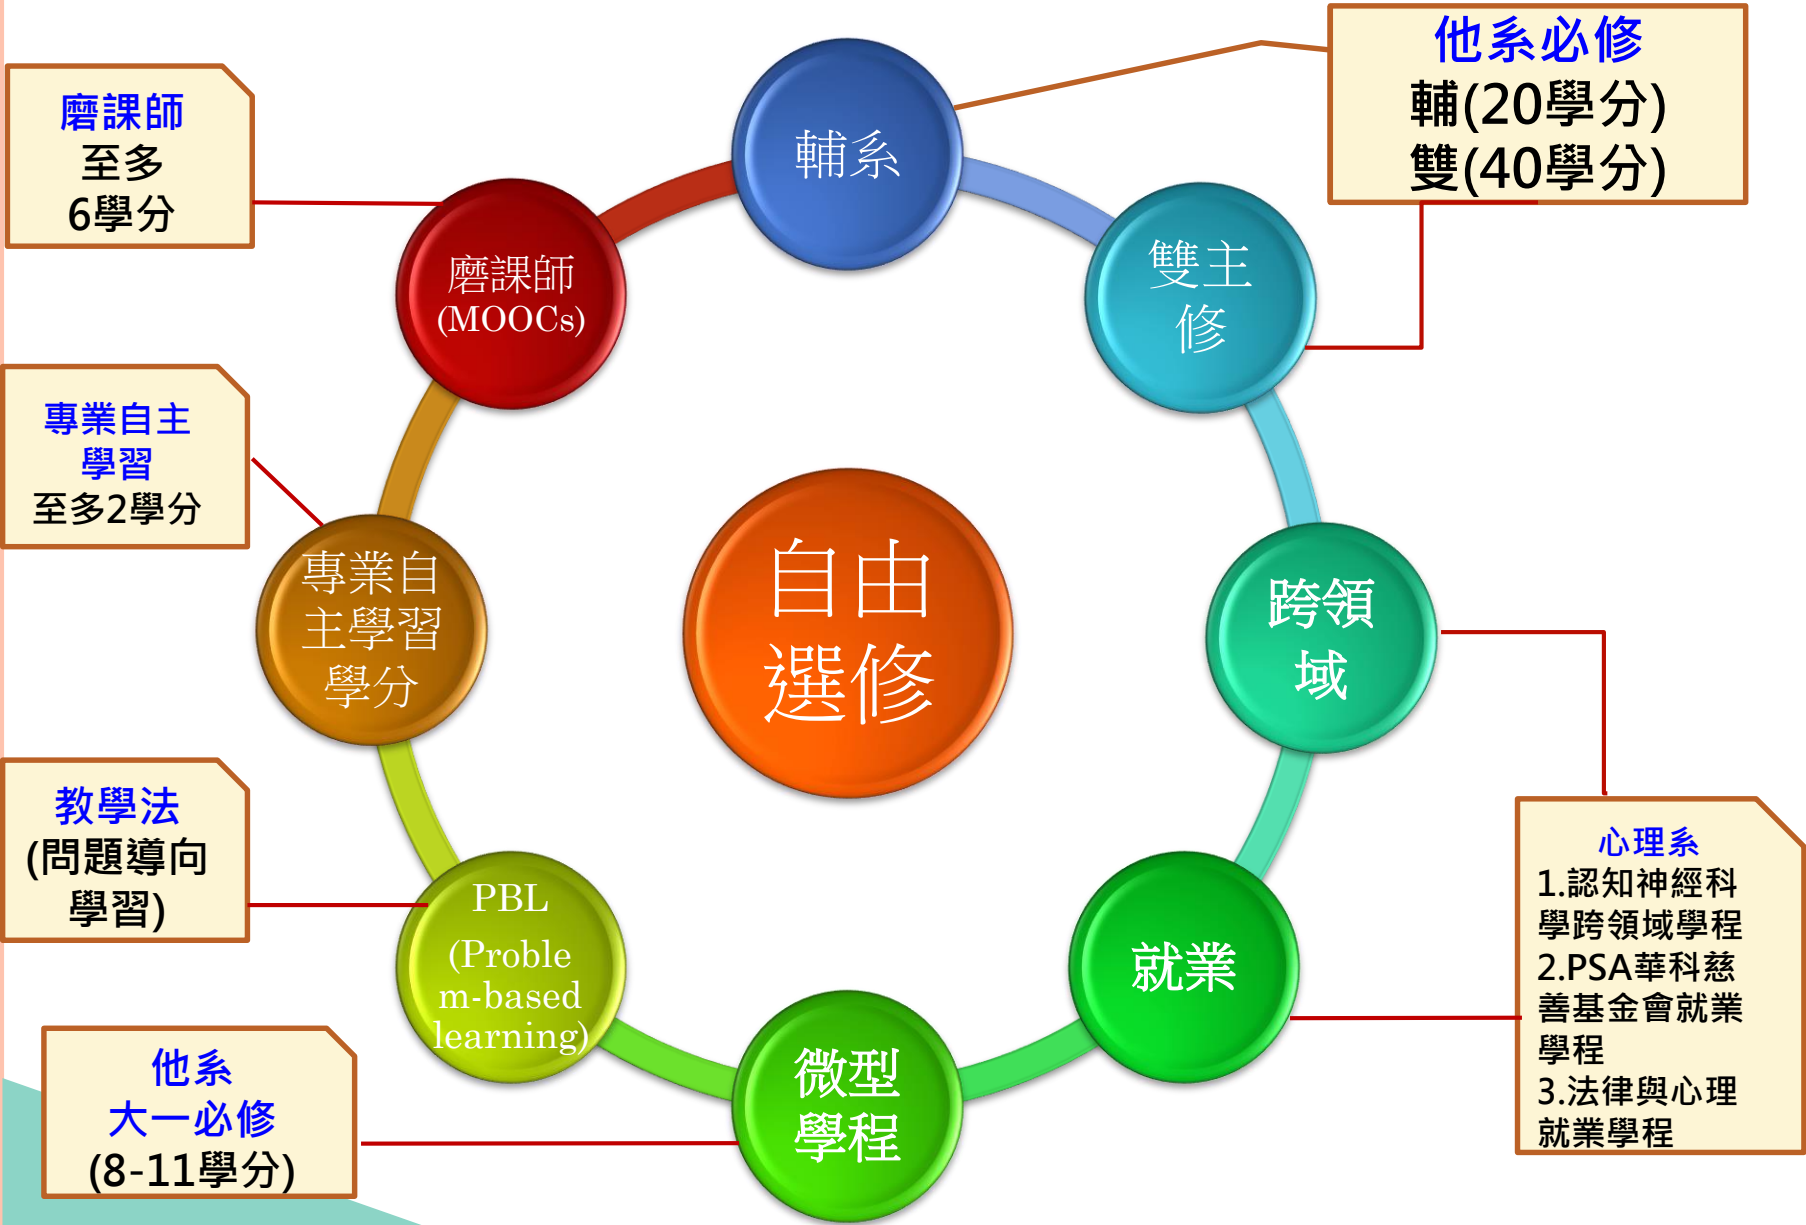 他系必修
輔(20學分)
雙(40學分)
磨課師
至多
6學分
輔系
雙主
修
磨課師
(MOOCs)
專業自主
學習
至多2學分
自由
選修
跨領
域
專業自
主學習
學分
教學法
(問題導向
學習)
心理系
1.認知神經科
學跨領域學程
2.PSA華科慈
善基金會就業
學程
3.法律與心理
就業學程
PBL
(Proble
m-based
learning)
就業
微型
學程
他系
大一必修
(8-11學分)